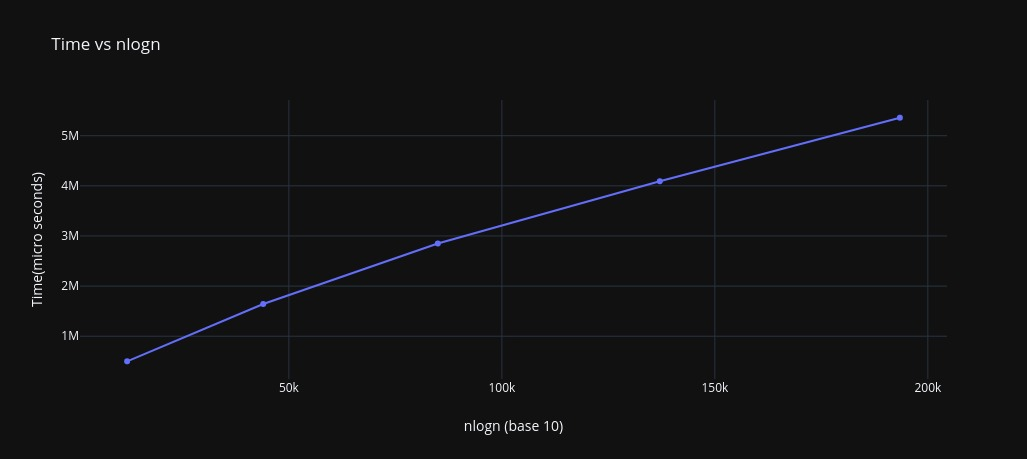 Time vs nlogn
Time(micro seconds)
5M
4M
3M
2M
1M
50k
100k
150k
200k
nlogn (base 10)